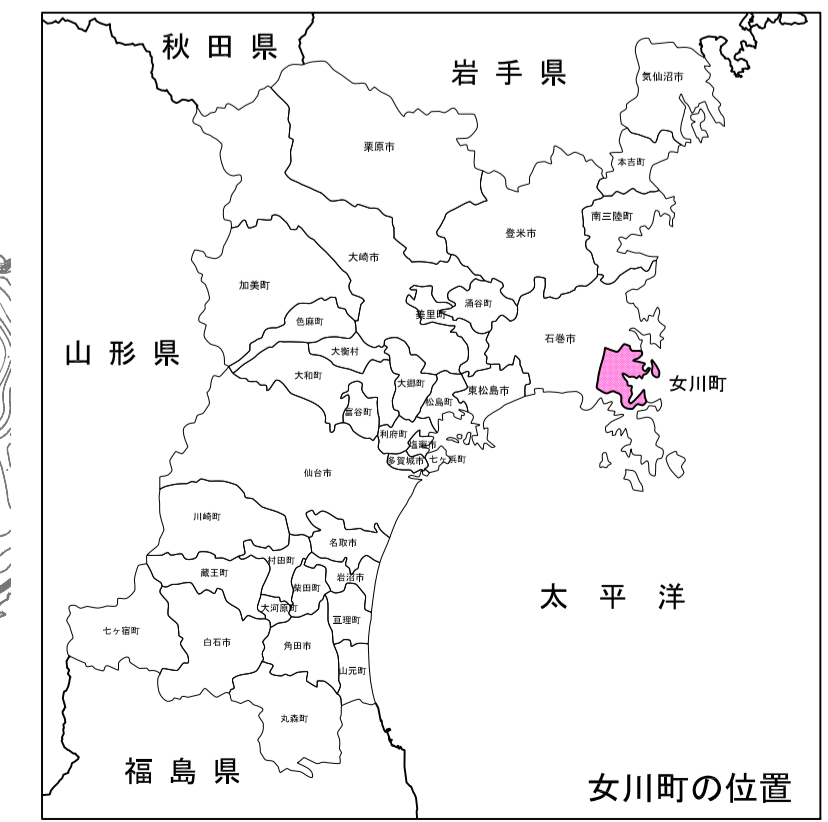 秋田県
岩手県
気仙沼市
栗原市
本吉町
南三陸町
登米市
大崎市
加美町
涌谷町
美里町
色麻町
石巻市
大衡村
山形県
大和町
大郷町
東松島市
女川町
松島町
富谷町
利府町
塩竈市
多賀城市
七ヶ浜町
仙台市
川崎町
名取市
村田町
蔵王町
岩沼市
柴田町
太平洋
大河原町
亘理町
七ヶ宿町
白石市
角田市
山元町
丸森町
福島県
女川町の位置